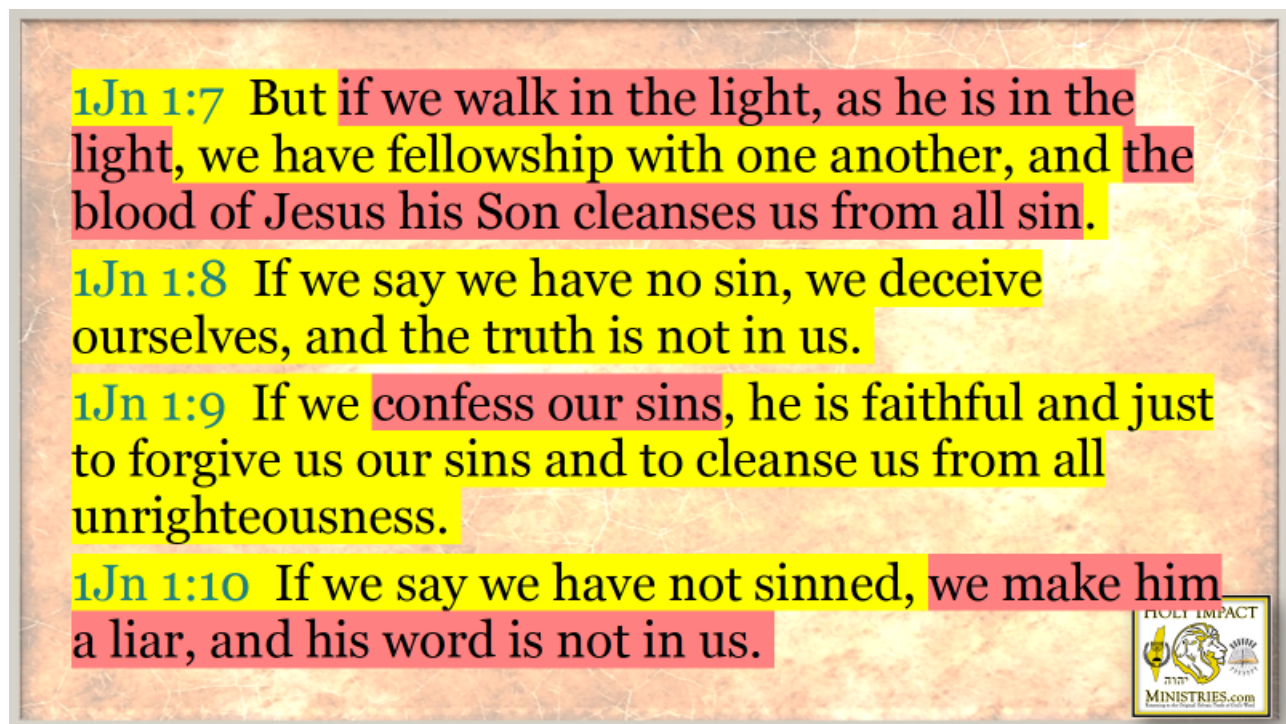 1Jn 1:7 But if we walk in the light, as he is in the
light, we have fellowship with one another, and the
blood of Jesus his Son cleanses us from all sin.
1Jn 1:8 If we say we have no sin, we deceive
ourselves, and the truth is not in us.
1Jn 1:9 If we confess our sins, he is faithful and just
to forgive us our sins and to cleanse us from all
unrighteousness.
1Jn 1:10 If we say we have not sinned, we make him
a liar, and his word is not in us.
HOLY IMPACT
יהוה
MINISTRIES.com